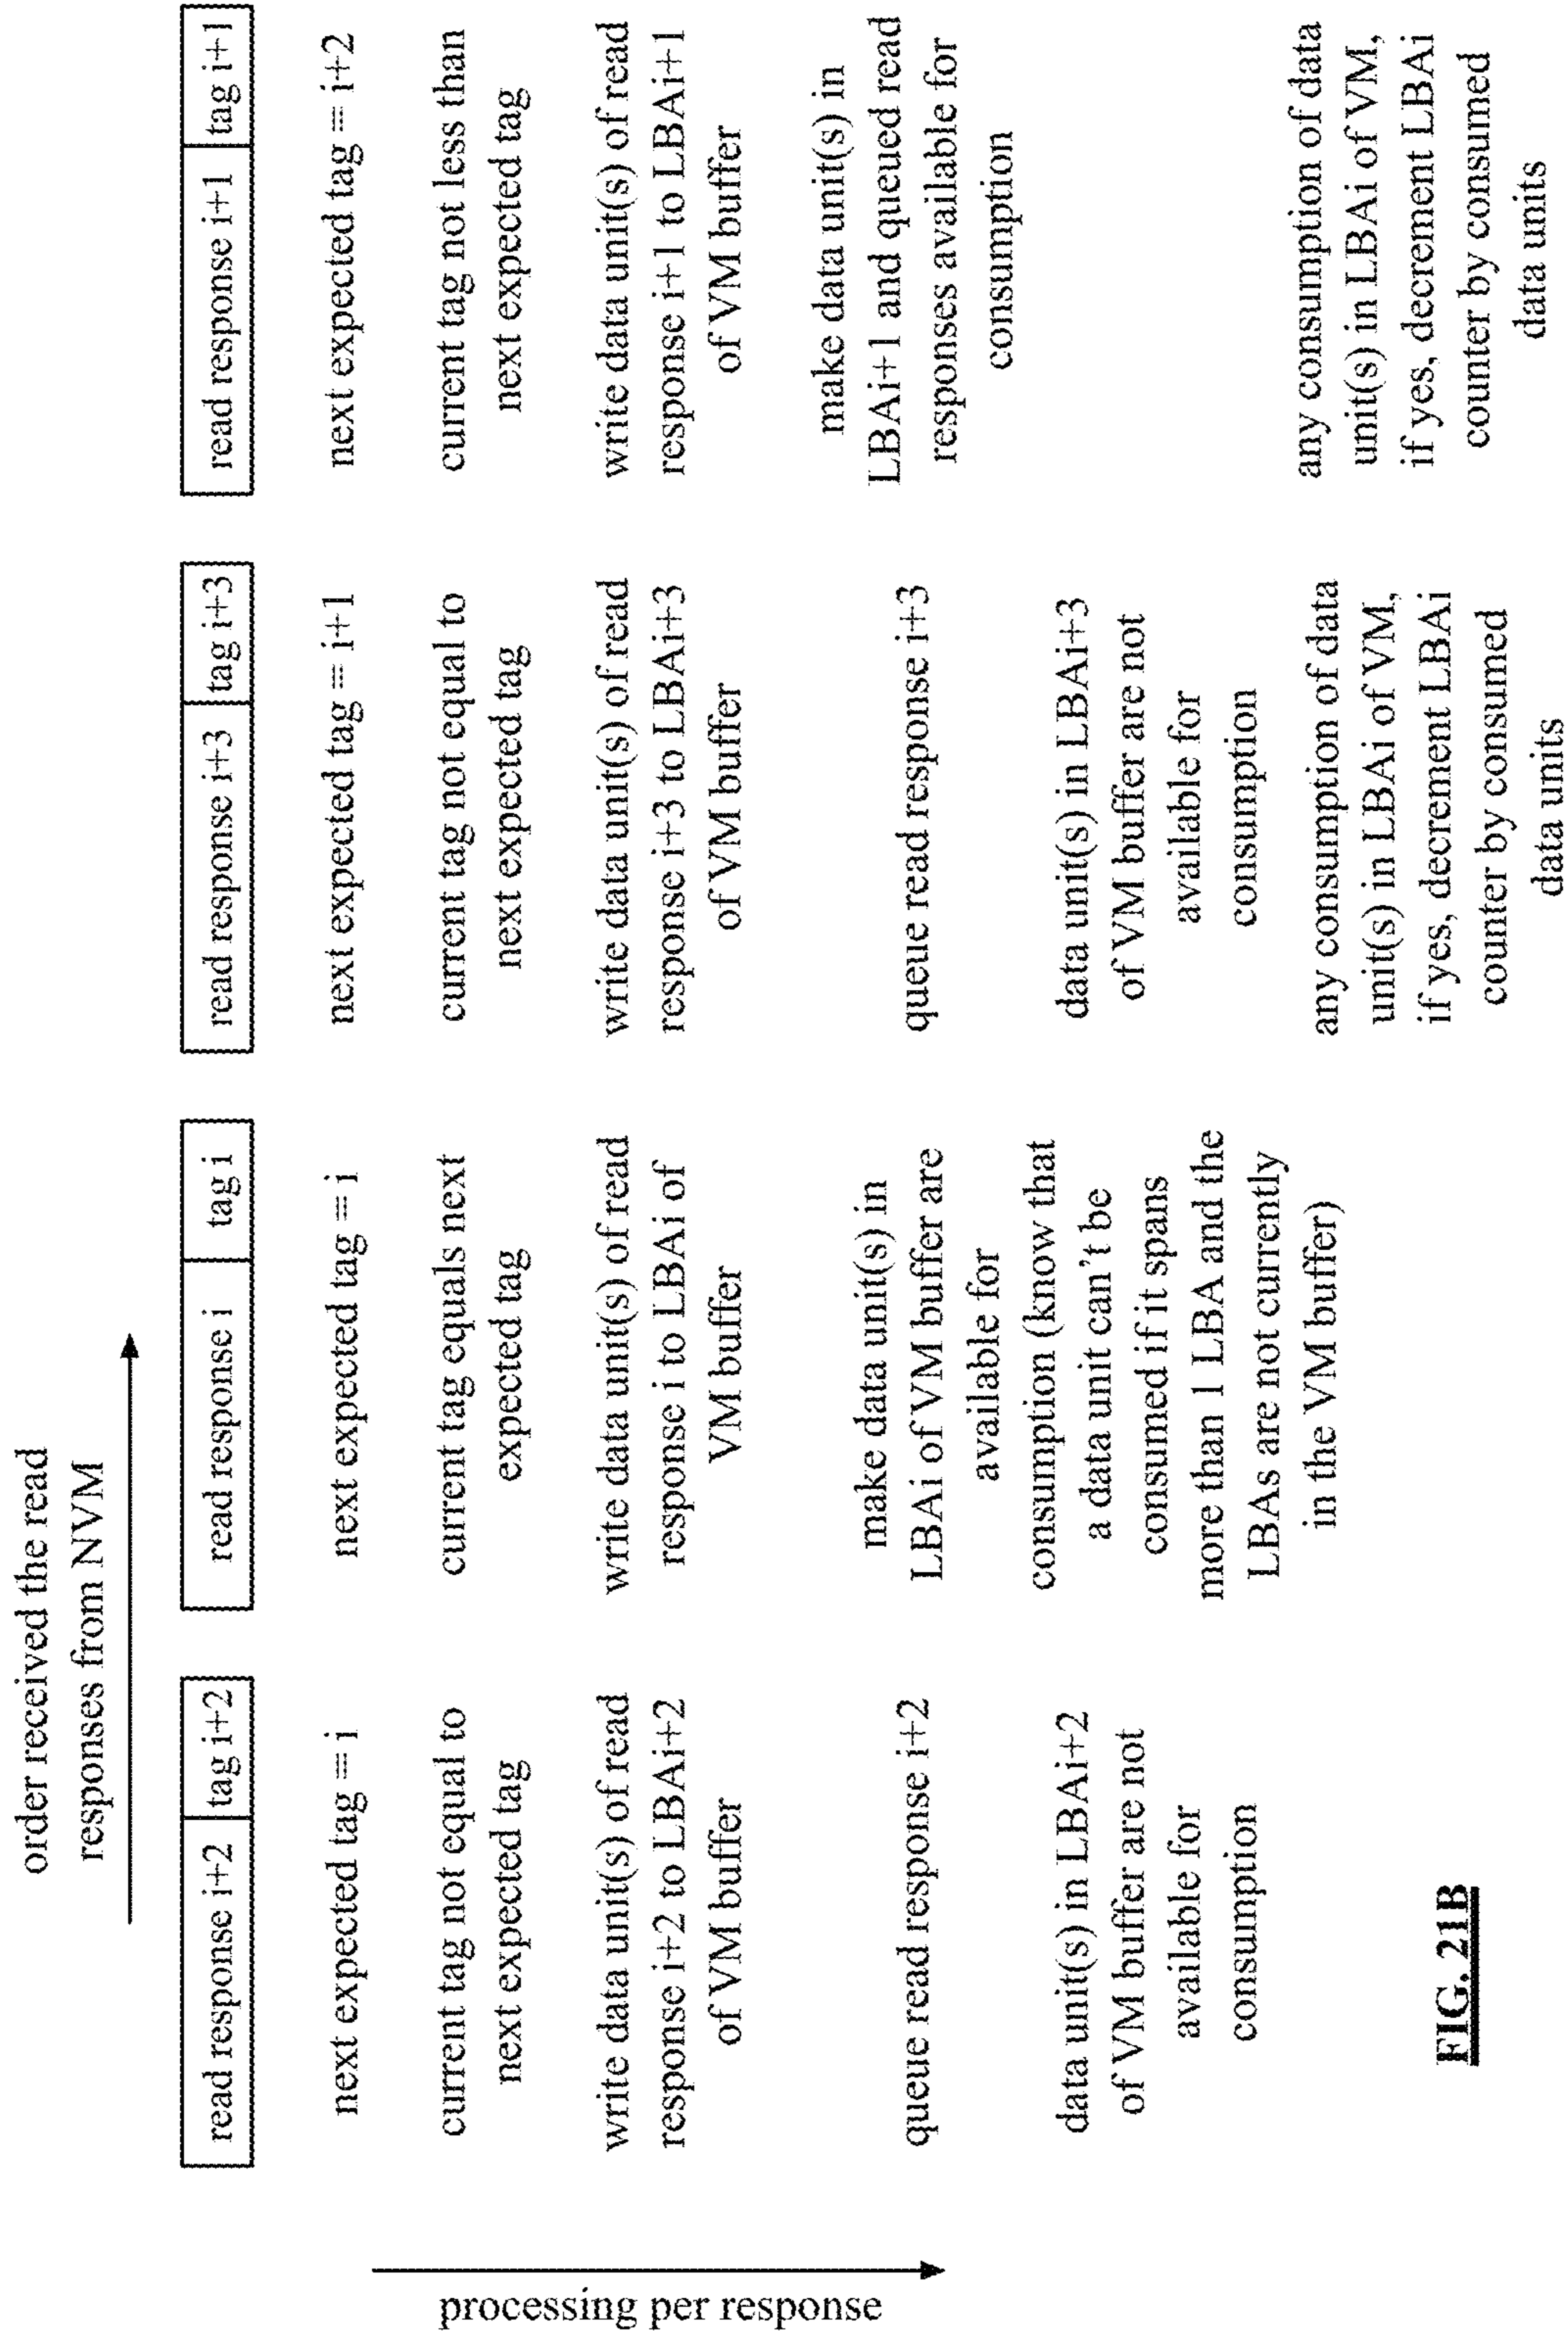 order received the read
responses from NVM
processing per response
read response i+2 tag i+2
next expected tag = i
current tag not equal to
next expected tag
write data unit(s) of read
response i+2 to LBAi+2
of VM buffer
queue read response i+2
data unit(s) in LBAi+2
of VM buffer are not
available for
consumption
read response i tag i
next expected tag = i
current tag equals next
expected tag
write data unit(s) of read
response i to LBAi of
VM buffer
make data unit(s) in
LBAi of VM buffer are
available for
consumption (know that
a data unit can't be
consumed if it spans
more than 1 LBA and the
LBAs are not currently
in the VM buffer)
read response i+3 tag i+3
next expected tag = i+1
current tag not equal to
next expected tag
write data unit(s) of read
response i+3 to LBAi+3
of VM buffer
queue read response i+3
data unit(s) in LBAi+3
of VM buffer are not
available for
consumption
any consumption of data
unit(s) in LBAi of VM,
if yes, decrement LBAi
counter by consumed
data units
read response i+1 tag i+1
next expected tag = i+2
current tag not less than
next expected tag
write data unit(s) of read
response i+1 to LBAi+1
of VM buffer
make data unit(s) in
LBAi+1 and queued read
responses available for
consumption
any consumption of data
unit(s) in LBAi of VM,
if yes, decrement LBAi
counter by consumed
data units
FIG. 21B